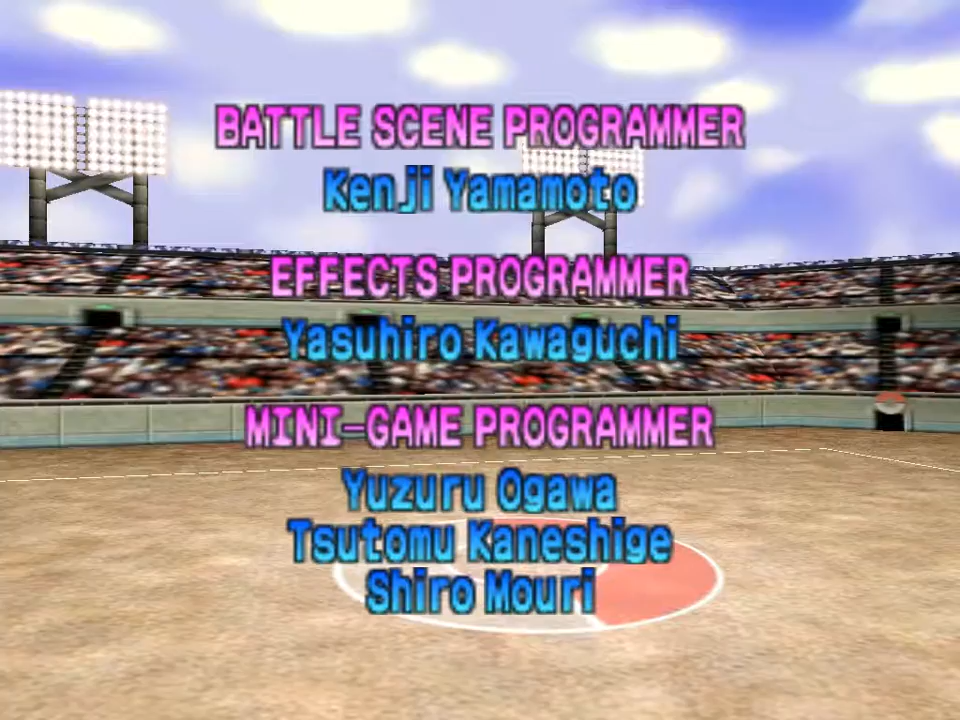 BATTLE SCENE PROGRAMMER
Kenji Yamamoto
EFFECTS PROGRAMMER
Yasuhiro Kawaguchi
MINI-GAME PROGRAMMER
Yuzuru Ogawa
Tsutomu Kaneshige
Shiro Mouri